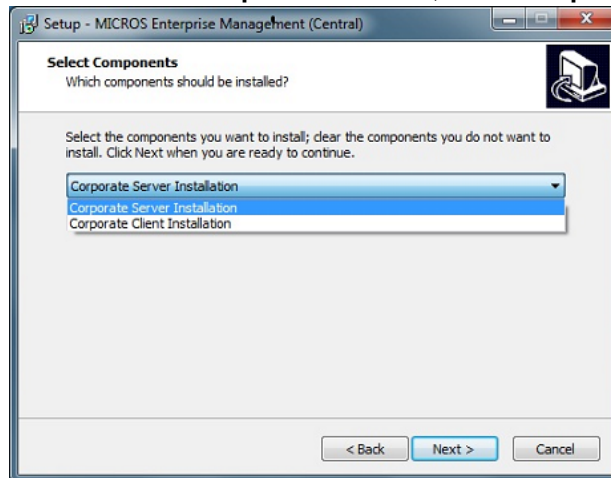 Setup - MICROS Enterprise Management (Central)
Select Components
Which components should be installed?
Select the components you want to install; clear the components you do not want to
install. Click Next when you are ready to continue.
Corporate Server Installation
Corporate Server Installation
Corporate Client Installation
< Back
Next >
Cancel